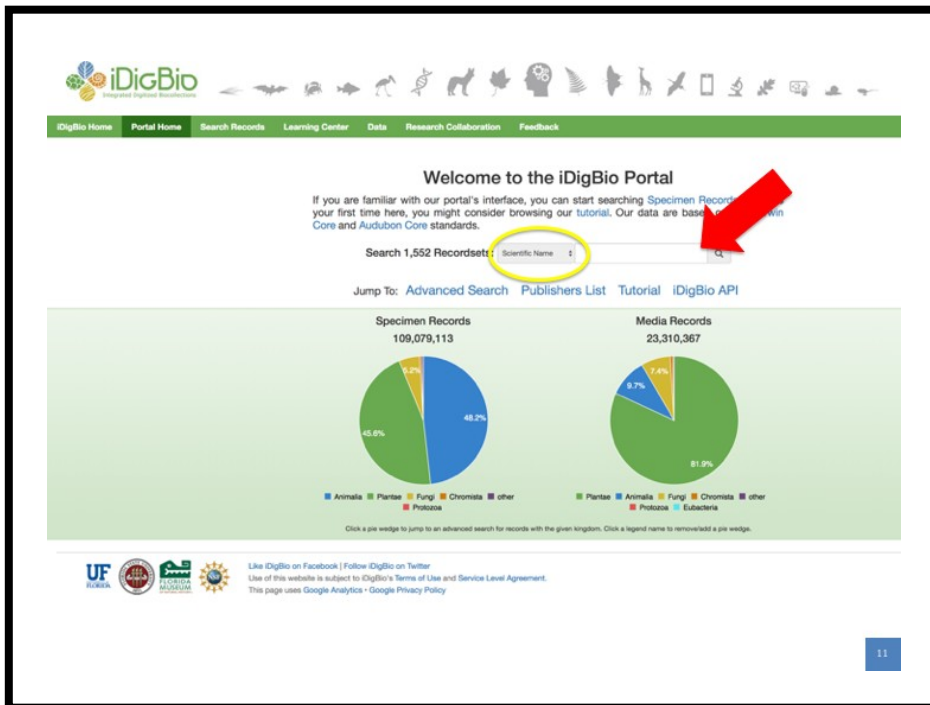 iDigBio
Integrated Digitized Biocollections
iDigBio Home Portal Home Search Records Learning Center Data Research Collaboration Feedback
Welcome to the iDigBio Portal
If you are familiar with our portal's interface, you can start searching Specimen Records
your first time here, you might consider browsing our tutorial. Our data are based
Core and Audubon Core standards.
Search 1,552 Recordsets: Scientific Name
Jump To: Advanced Search Publishers List Tutorial iDigBio API
Specimen Records
109,079,113
5.2%
48.2%
45.6%
Animalia Plantae Fungi Chromista other
Protozoa
Media Records
23,310,367
7.4%
9.7%
81.9%
Plantae Animalia Fungi Chromista other
Protozoa Eubacteria
Click a pie wedge to jump to an advanced search for records with the given kingdom. Click a legend name to remove/add a pie wedge.
UF
FLORIDA
FLORIDA
MUSEUM
Like iDigBio on Facebook | Follow iDigBio on Twitter
Use of this website is subject to iDigBio's Terms of Use and Service Level Agreement.
This page uses Google Analytics • Google Privacy Policy
11